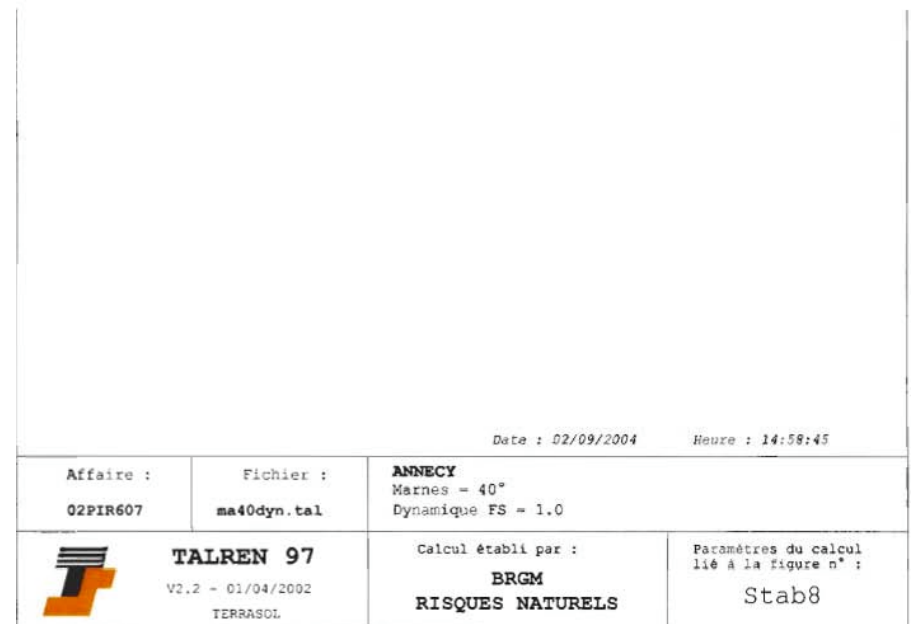 Date : 02/09/2004 Heure : 14:58:45
Affaire :
02PIR607
Fichier :
ma40dyn.tal
ANNECY
Marnes = 40°
Dynamique FS = 1.0
TALREN 97
V2.2 - 01/04/2002
TERRASOL
Calcul établi par :
BRGM
RISQUES NATURELS
Paramètres du calcul
lié à la figure n° :
Stab8